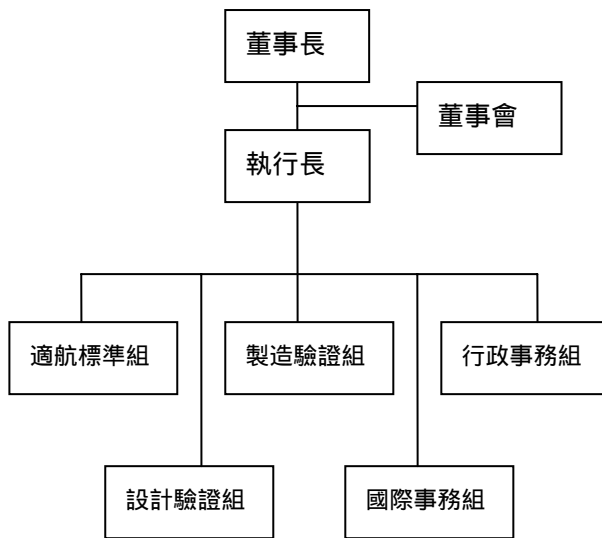 董事長
董事會
執行長
適航標準組
製造驗證組
行政事務組
設計驗證組
國際事務組